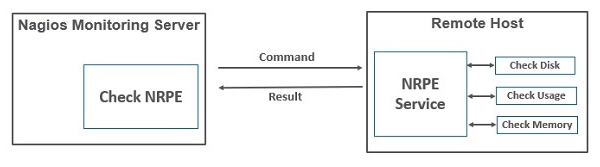 Nagios Monitoring Server
Check NRPE
Command
Result
Remote Host
NRPE
Service
Check Disk
Check Usage
Check Memory